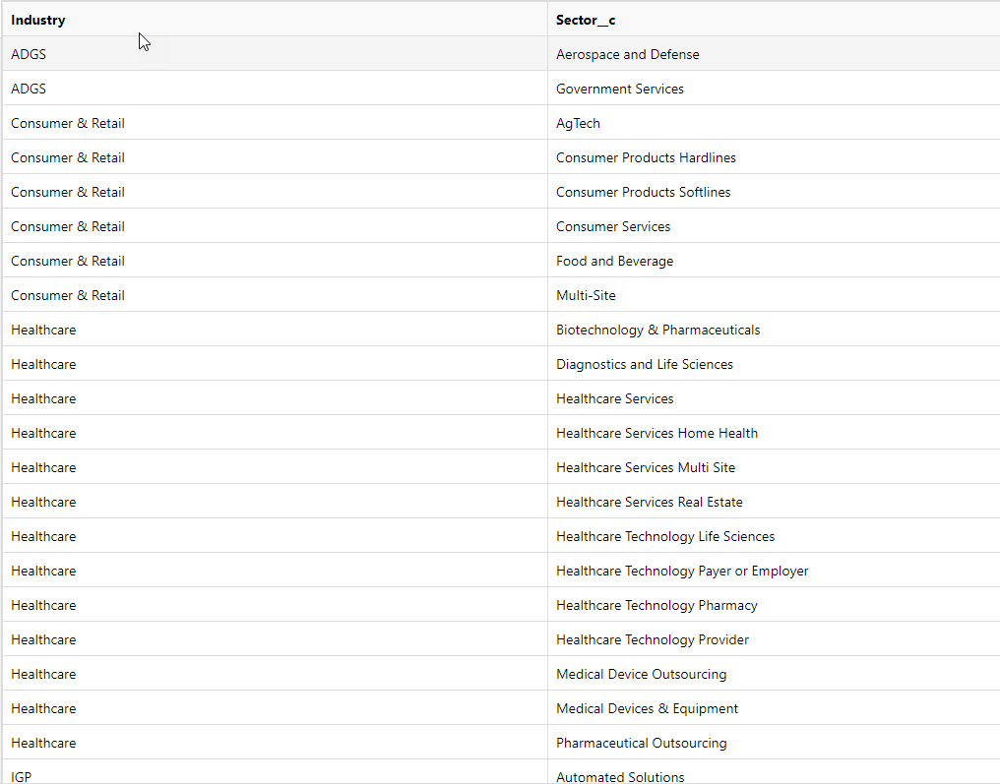 Industry Sector__c
ADGS Aerospace and Defense
ADGS Government Services
Consumer & Retail AgTech
Consumer & Retail Consumer Products Hardlines
Consumer & Retail Consumer Products Softlines
Consumer & Retail Consumer Services
Consumer & Retail Food and Beverage
Consumer & Retail Multi-Site
Healthcare Biotechnology & Pharmaceuticals
Healthcare Diagnostics and Life Sciences
Healthcare Healthcare Services
Healthcare Healthcare Services Home Health
Healthcare Healthcare Services Multi Site
Healthcare Healthcare Services Real Estate
Healthcare Healthcare Technology Life Sciences
Healthcare Healthcare Technology Payer or Employer
Healthcare Healthcare Technology Pharmacy
Healthcare Healthcare Technology Provider
Healthcare Medical Device Outsourcing
Healthcare Medical Devices & Equipment
Healthcare Pharmaceutical Outsourcing
IGP Automated Solutions